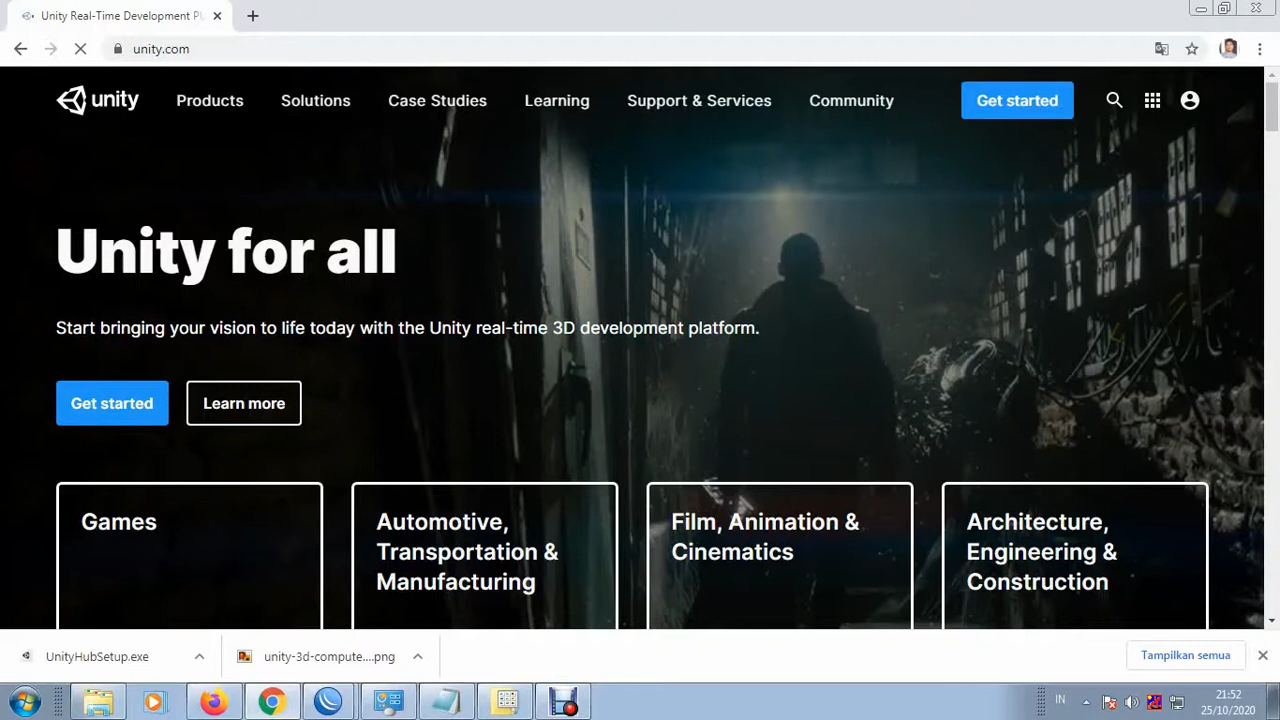 Unity Real-Time Development Pl
unity.com
unity
Products
Solutions
Case Studies
Learning
Support & Services
Community
Get started
Unity for all
Start bringing your vision to life today with the Unity real-time 3D development platform.
Get started
Learn more
Games
Automotive,
Transportation &
Manufacturing
Film, Animation &
Cinematics
Architecture,
Engineering &
Construction
UnityHubSetup.exe
unity-3d-compute....png
Tampilkan semua
IN
21:52
25/10/2020